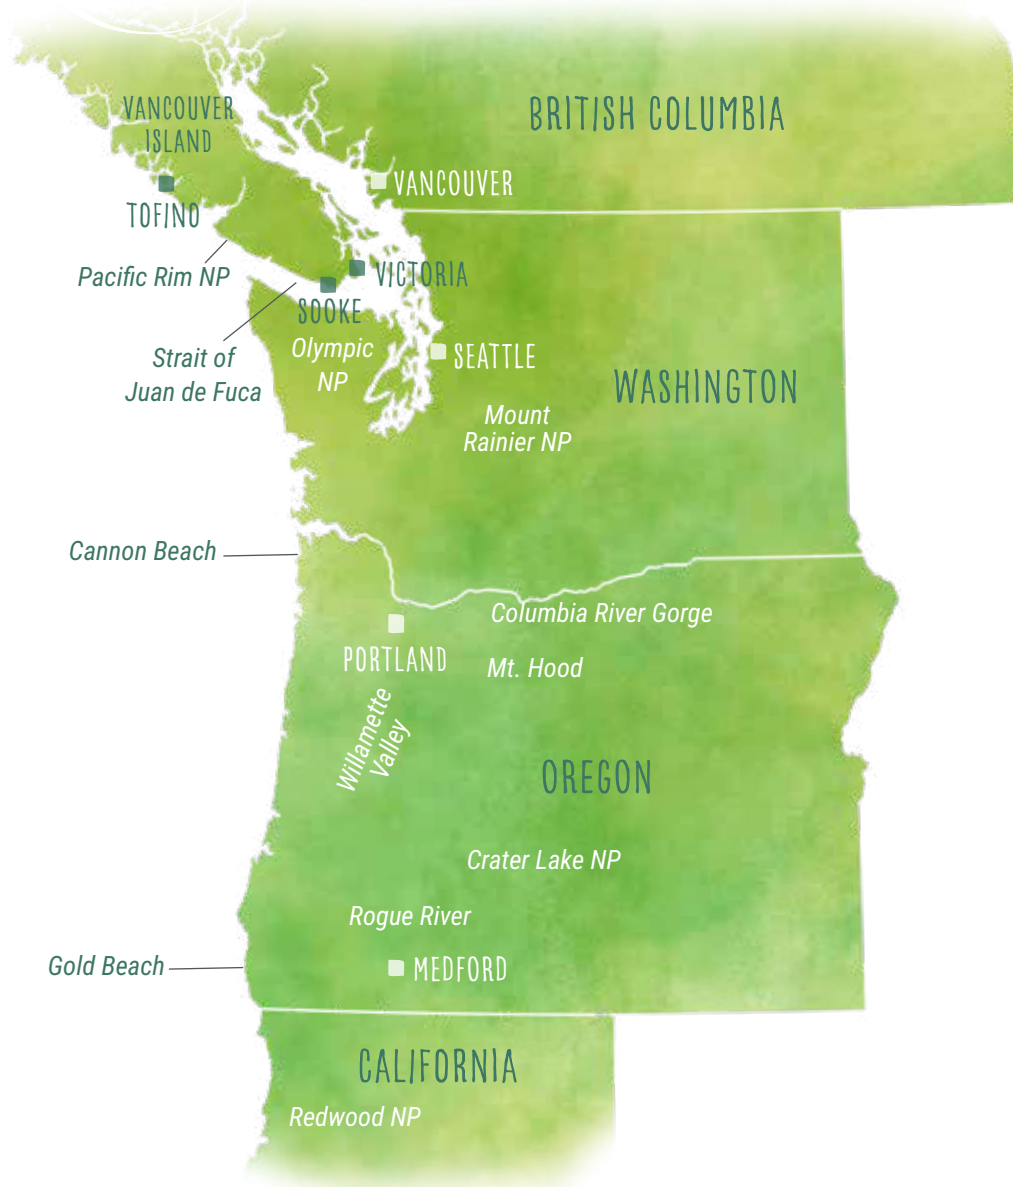 BRITISH COLUMBIA
VANCOUVER
ISLAND
VANCOUVER
TOFINO
Pacific Rim NP
VICTORIA
SOOKE
Strait of
Juan de Fuca
Olympic
NP
SEATTLE
WASHINGTON
Mount
Rainier NP
Cannon Beach
Columbia River Gorge
PORTLAND
Mt. Hood
Willamette
Valley
OREGON
Crater Lake NP
Rogue River
Gold Beach
MEDFORD
CALIFORNIA
Redwood NP